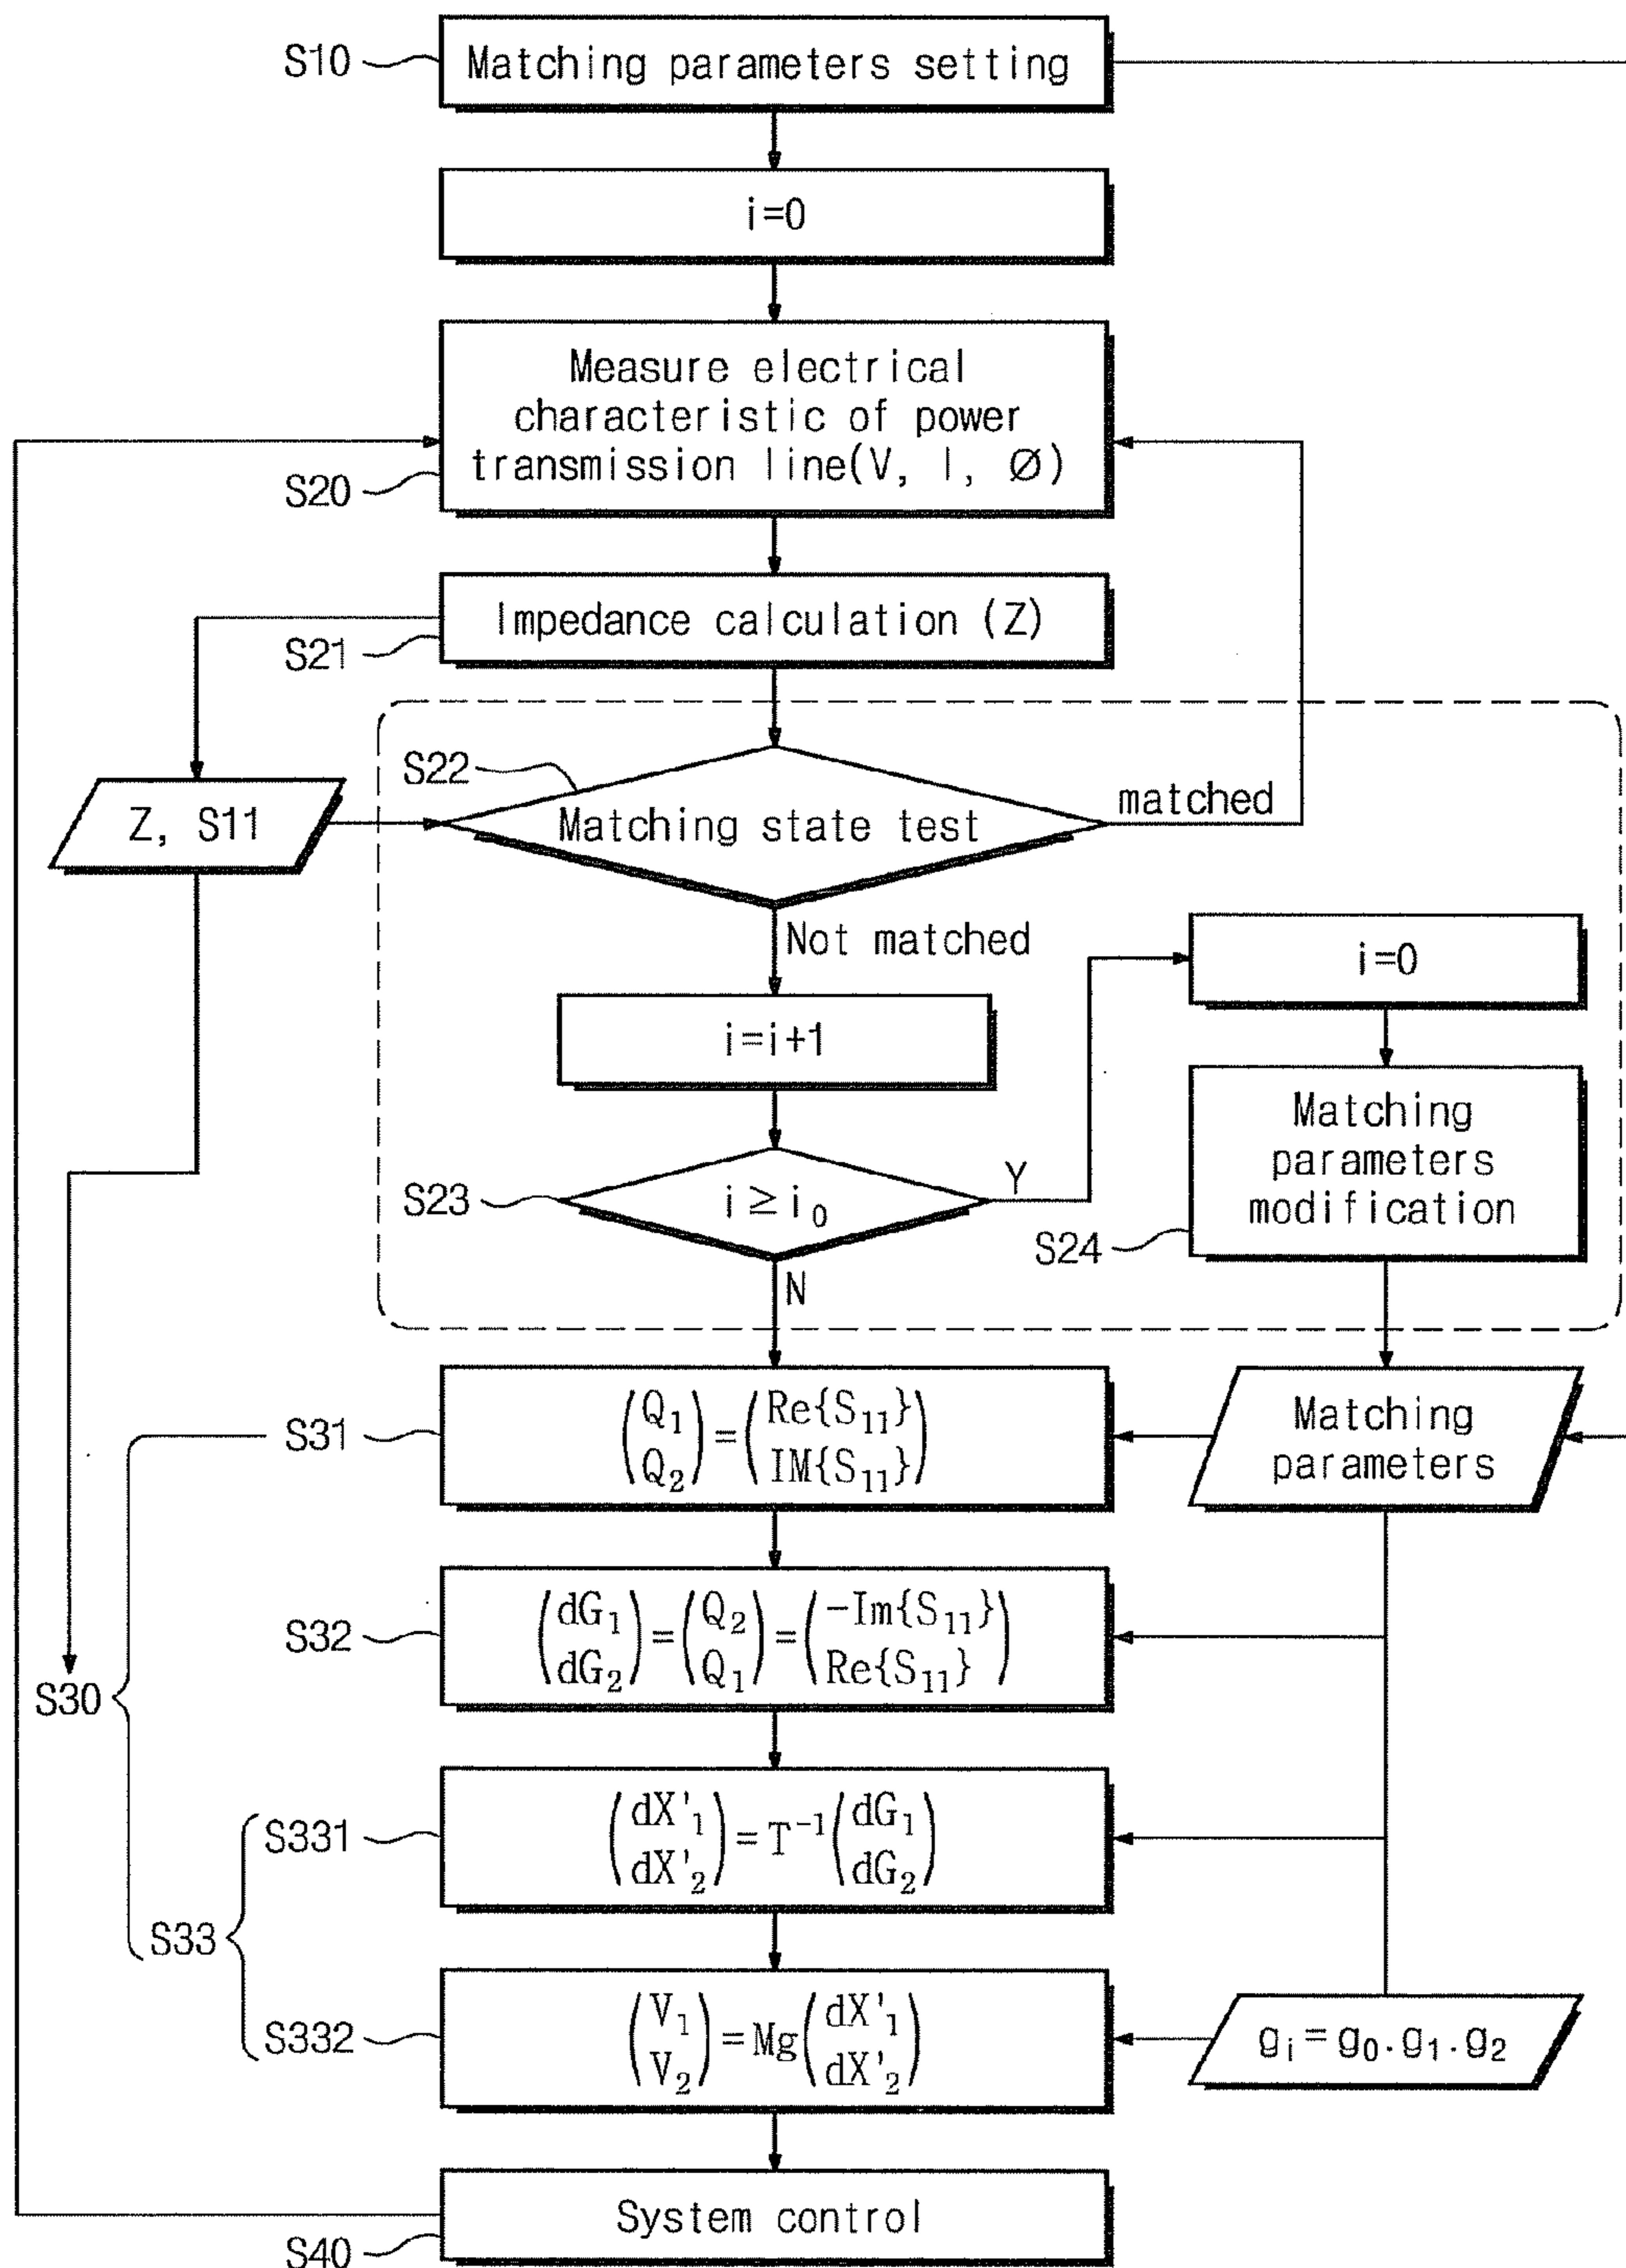 S10
Matching parameters setting
i=0
Measure electrical
characteristic of power
transmission line(V, I, Ø)
S20
Impedance calculation (Z)
S21
S22
Z, S11
Matching state test
matched
Not matched
i=0
i=i+1
Matching
parameters
modification
S24
S23
i ≥ i₀
Y
N
S31
(Q₁ Q₂) = (Re{S₁₁} IM{S₁₁})
Matching
parameters
S32
(dG₁ dG₂) = (Q₂ Q₁) = (-Im{S₁₁} Re{S₁₁})
S30
S331
(dX'₁ dX'₂) = T⁻¹ (dG₁ dG₂)
S33
S332
(V₁ V₂) = Mg (dX'₁ dX'₂)
gᵢ = g₀.g₁.g₂
System control
S40